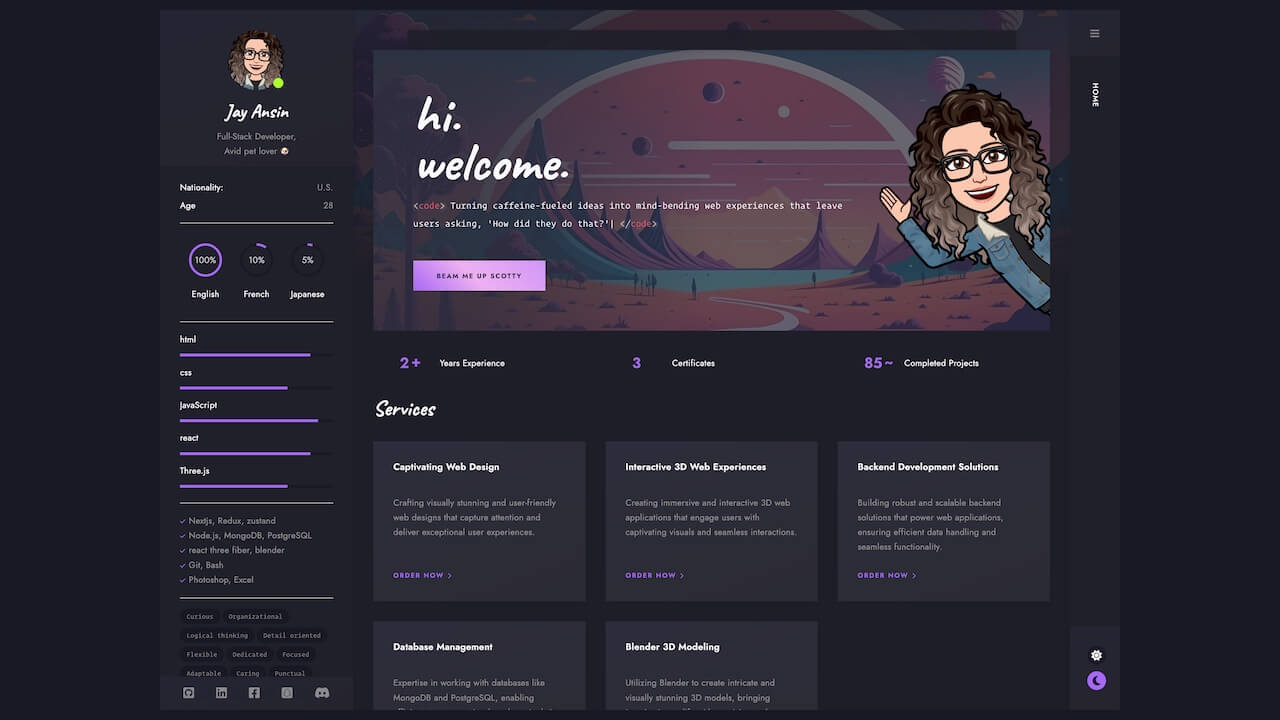 Jay Ansin
Full-Stack Developer,
Avid pet lover
Nationality: U.S.
Age 28
100% 10% 5%
English French Japanese
html
css
JavaScript
react
Three.js
Nextjs, Redux, zustand
Node.js, MongoDB, PostgreSQL
react three fiber, blender
Git, Bash
Photoshop, Excel
Curious Organizational
Logical thinking Detail oriented
Flexible Dedicated Focused
Adaptable Caring Punctual
hi.
welcome.
<code> Turning caffeine-fueled ideas into mind-bending web experiences that leave
users asking, 'How did they do that?'| </code>
BEAM ME UP SCOTTY
2+ Years Experience
3 Certificates
85~ Completed Projects
Services
Captivating Web Design
Crafting visually stunning and user-friendly
web designs that capture attention and
deliver exceptional user experiences.
ORDER NOW >
Interactive 3D Web Experiences
Creating immersive and interactive 3D web
applications that engage users with
captivating visuals and seamless interactions.
ORDER NOW >
Backend Development Solutions
Building robust and scalable backend
solutions that power web applications,
ensuring efficient data handling and
seamless functionality.
ORDER NOW >
Database Management
Expertise in working with databases like
MongoDB and PostgreSQL, enabling
Blender 3D Modeling
Utilizing Blender to create intricate and
visually stunning 3D models, bringing
HOME